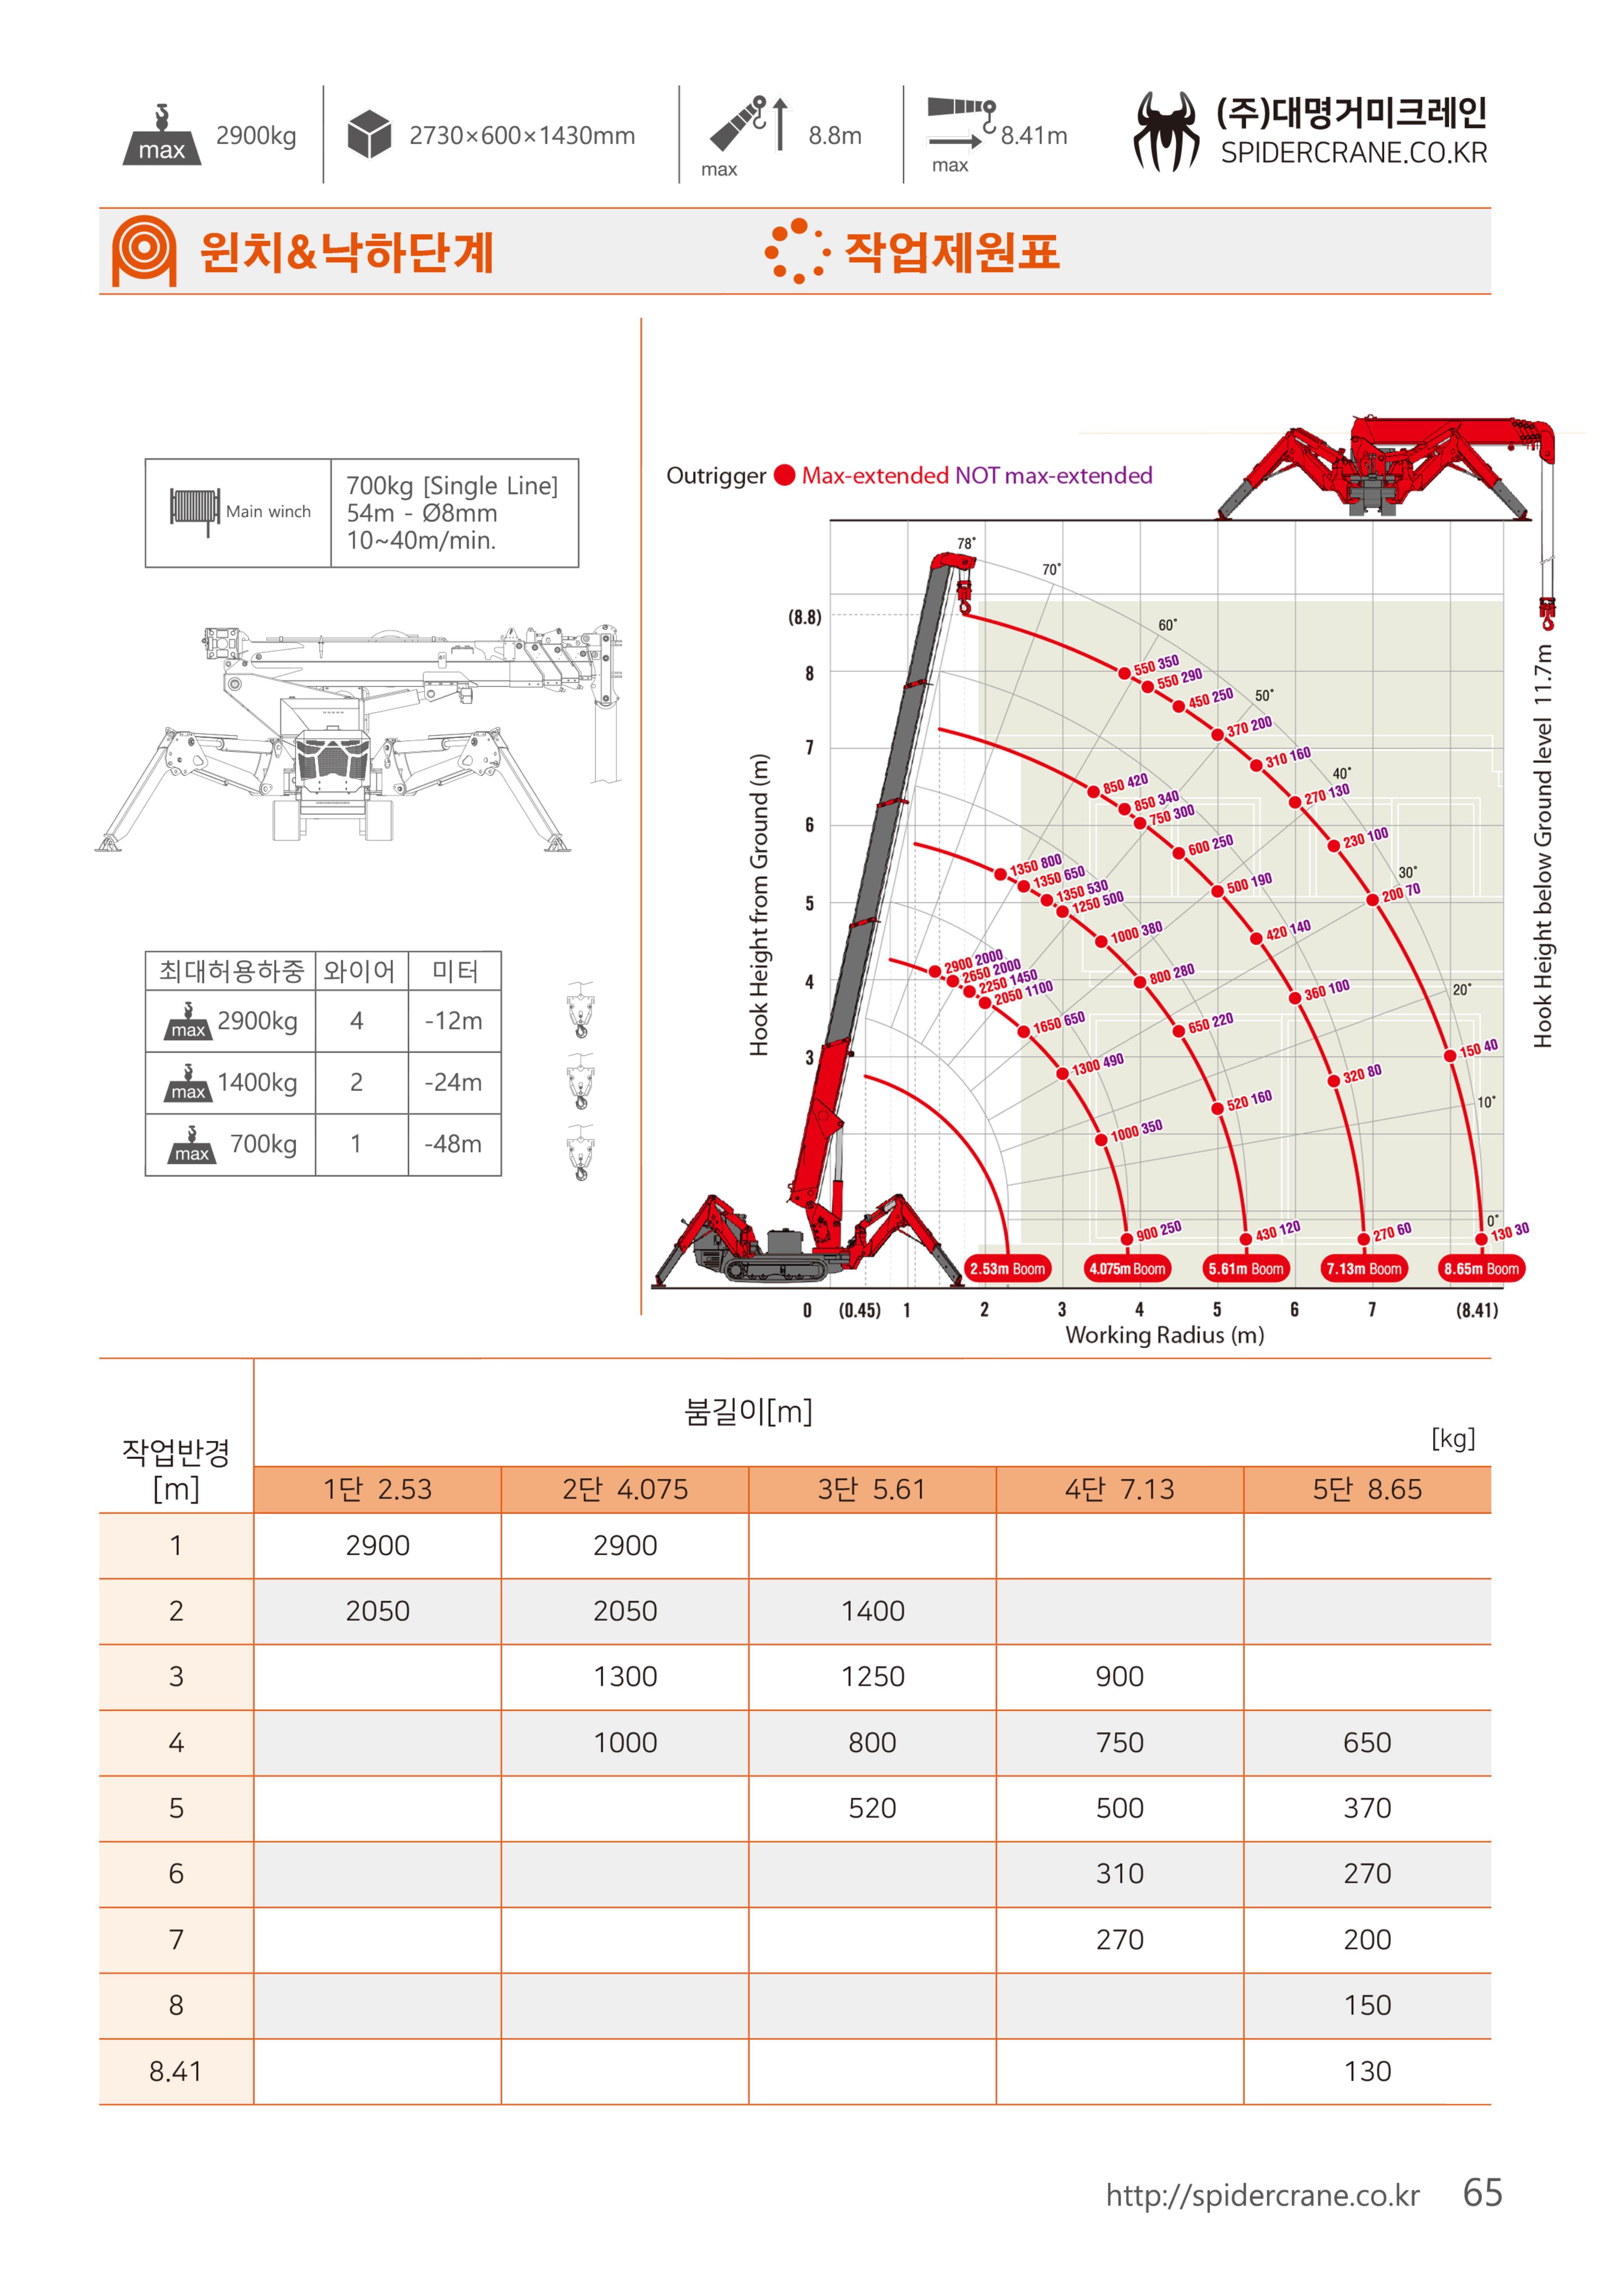 max 2900kg
2730×600×1430mm
max 8.8m
max 8.41m
(주)대명거미크레인
SPIDERCRANE.CO.KR
윈치&낙하단계
작업제원표
Main winch
700kg [Single Line]
54m - Ø8mm
10~40m/min.
최대허용하중 와이어 미터
max 2900kg 4 -12m
max 1400kg 2 -24m
max 700kg 1 -48m
Outrigger Max-extended NOT max-extended
Hook Height from Ground (m)
Hook Height below Ground level 11.7m
78°
70°
60°
50°
40°
30°
20°
10°
0°
(8.8)
8
7
6
5
4
3
550 350
550 290
450 250
370 200
310 160
270 130
230 100
200 70
150 40
130 30
850 420
850 340
750 300
600 250
500 190
420 140
360 100
320 80
270 60
1350 800
1350 650
1350 530
1250 500
1000 380
800 280
650 220
520 160
430 120
2900 2000
2650 2000
2250 1450
2050 1100
1650 650
1300 490
1000 350
900 250
2.53m Boom 4.075m Boom 5.61m Boom 7.13m Boom 8.65m Boom
0 (0.45) 1 2 3 4 5 6 7 (8.41)
Working Radius (m)
작업반경
[m]
붐길이[m]
[kg]
1단 2.53 2단 4.075 3단 5.61 4단 7.13 5단 8.65
1 2900 2900
2 2050 2050 1400
3 1300 1250 900
4 1000 800 750 650
5 520 500 370
6 310 270
7 270 200
8 150
8.41 130
http://spidercrane.co.kr 65